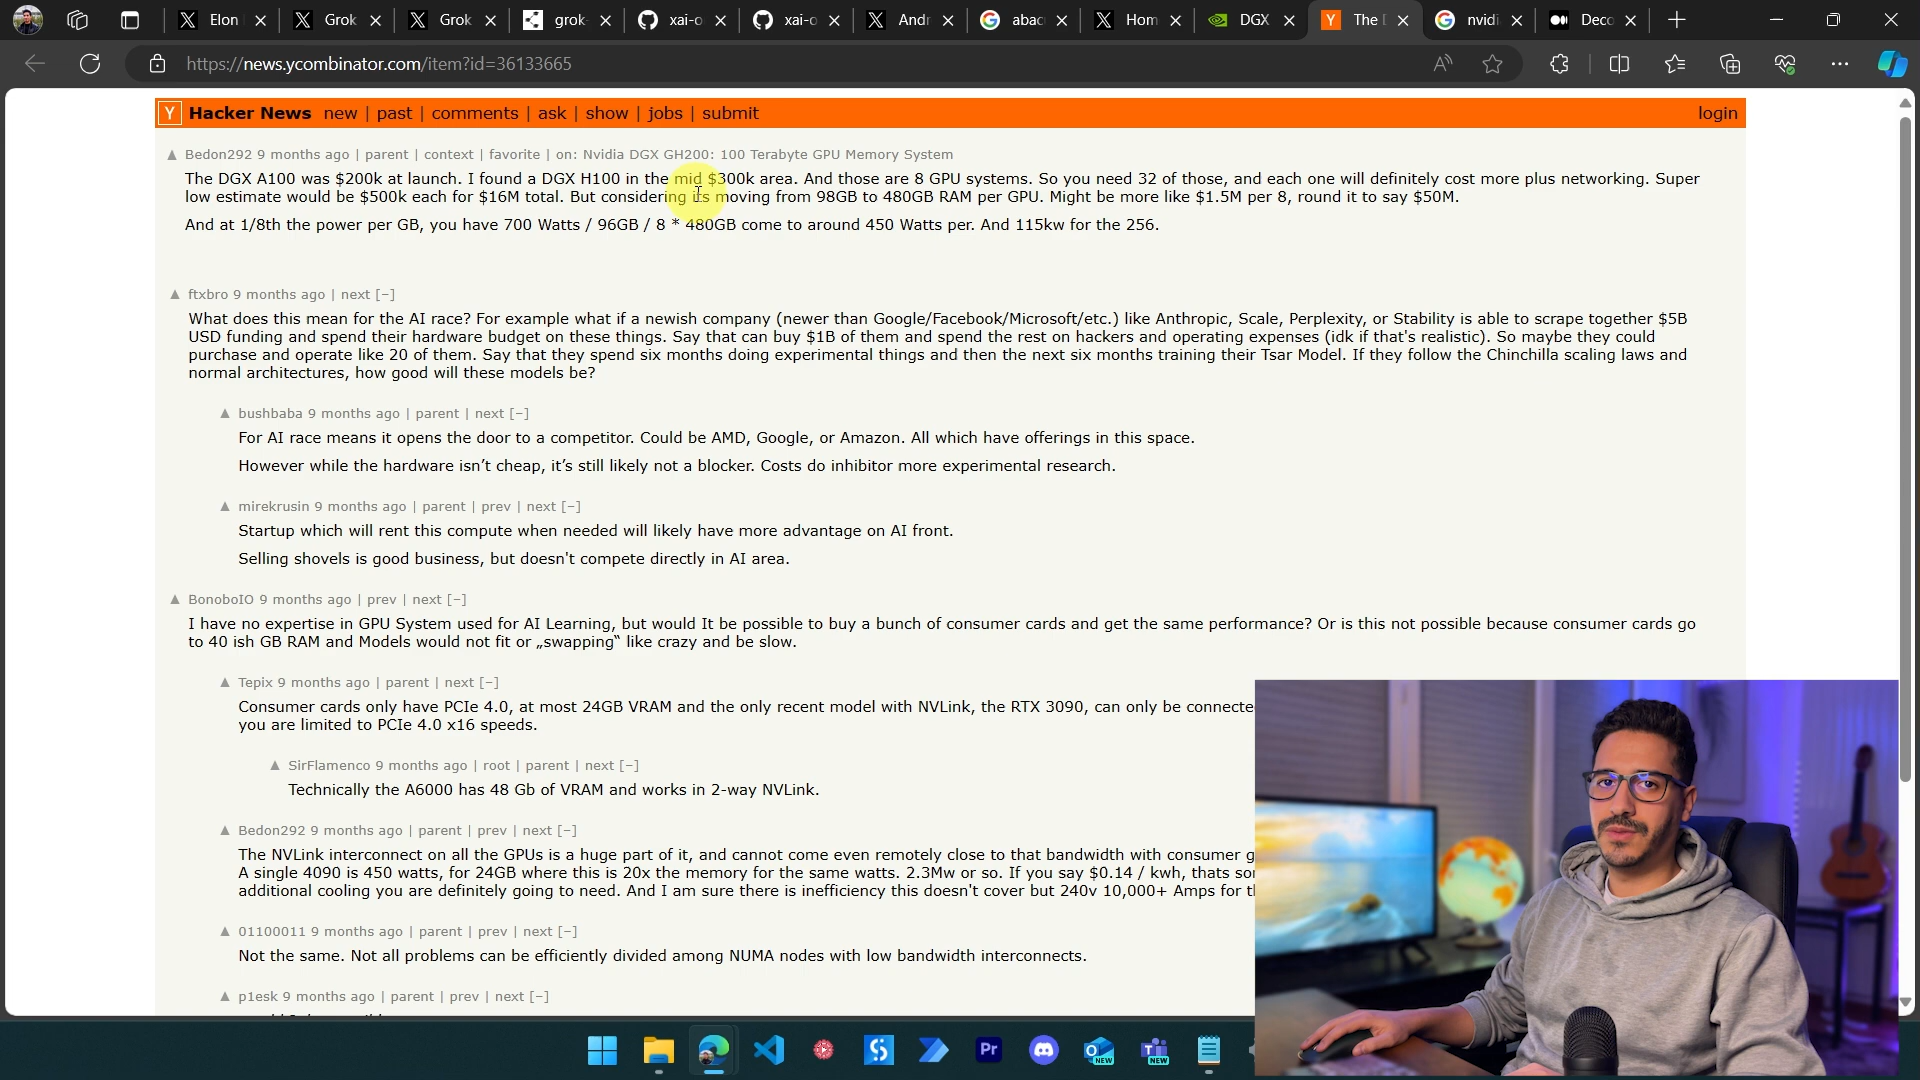 Elon
Grok
Grok
grok-
xai-o
xai-o
Andr
abac
Hom
DGX
The
nvidi
Deco
https://news.ycombinator.com/item?id=36133665
Y Hacker News new | past | comments | ask | show | jobs | submit
login
Bedon292 9 months ago | parent | context | favorite | on: Nvidia DGX GH200: 100 Terabyte GPU Memory System
The DGX A100 was $200k at launch. I found a DGX H100 in the mid $300k area. And those are 8 GPU systems. So you need 32 of those, and each one will definitely cost more plus networking. Super
low estimate would be $500k each for $16M total. But considering its moving from 98GB to 480GB RAM per GPU. Might be more like $1.5M per 8, round it to say $50M.
And at 1/8th the power per GB, you have 700 Watts / 96GB / 8 * 480GB come to around 450 Watts per. And 115kw for the 256.
ftxbro 9 months ago | next [–]
What does this mean for the AI race? For example what if a newish company (newer than Google/Facebook/Microsoft/etc.) like Anthropic, Scale, Perplexity, or Stability is able to scrape together $5B
USD funding and spend their hardware budget on these things. Say that can buy $1B of them and spend the rest on hackers and operating expenses (idk if that's realistic). So maybe they could
purchase and operate like 20 of them. Say that they spend six months doing experimental things and then the next six months training their Tsar Model. If they follow the Chinchilla scaling laws and
normal architectures, how good will these models be?
bushbaba 9 months ago | parent | next [–]
For AI race means it opens the door to a competitor. Could be AMD, Google, or Amazon. All which have offerings in this space.
However while the hardware isn’t cheap, it’s still likely not a blocker. Costs do inhibitor more experimental research.
mirekrusin 9 months ago | parent | prev | next [–]
Startup which will rent this compute when needed will likely have more advantage on AI front.
Selling shovels is good business, but doesn't compete directly in AI area.
BonoboIO 9 months ago | prev | next [–]
I have no expertise in GPU System used for AI Learning, but would It be possible to buy a bunch of consumer cards and get the same performance? Or is this not possible because consumer cards go
to 40 ish GB RAM and Models would not fit or „swapping“ like crazy and be slow.
Tepix 9 months ago | parent | next [–]
Consumer cards only have PCIe 4.0, at most 24GB VRAM and the only recent model with NVLink, the RTX 3090, can only be connecte
you are limited to PCIe 4.0 x16 speeds.
SirFlamenco 9 months ago | root | parent | next [–]
Technically the A6000 has 48 Gb of VRAM and works in 2-way NVLink.
Bedon292 9 months ago | parent | prev | next [–]
The NVLink interconnect on all the GPUs is a huge part of it, and cannot come even remotely close to that bandwidth with consumer g
A single 4090 is 450 watts, for 24GB where this is 20x the memory for the same watts. 2.3Mw or so. If you say $0.14 / kwh, thats so
additional cooling you are definitely going to need. And I am sure there is inefficiency this doesn't cover but 240v 10,000+ Amps for
01100011 9 months ago | parent | prev | next [–]
Not the same. Not all problems can be efficiently divided among NUMA nodes with low bandwidth interconnects.
p1esk 9 months ago | parent | prev | next [–]
Pr
NEW
NEW